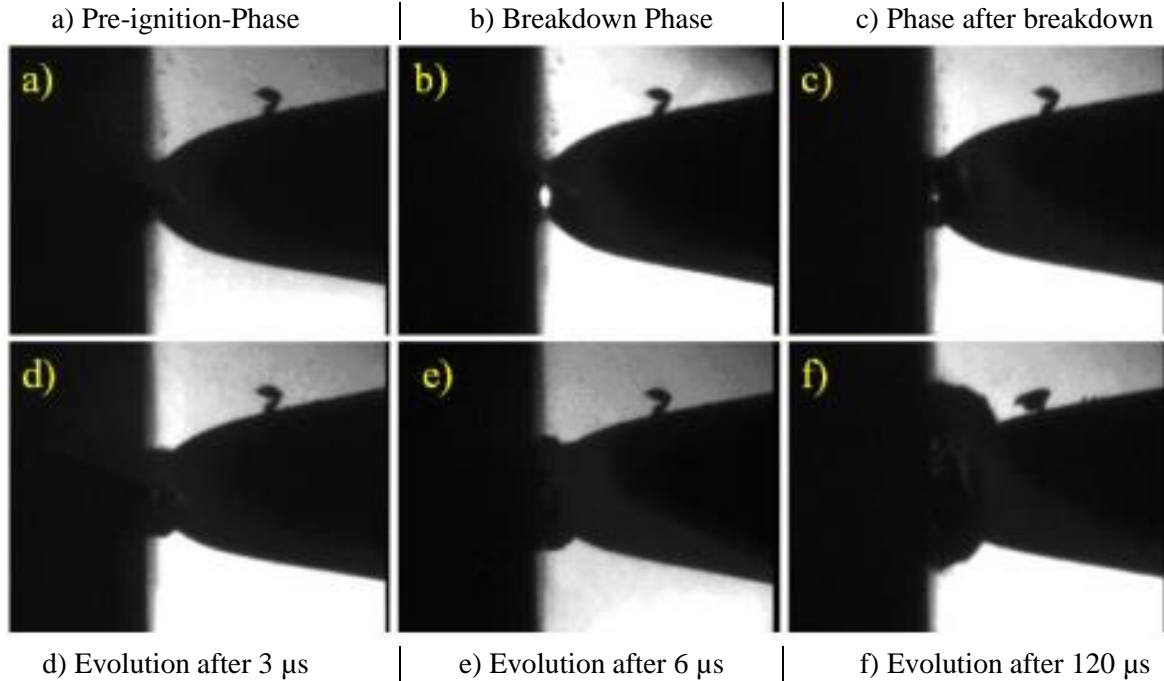 a) Pre-ignition-Phase
b) Breakdown Phase
c) Phase after breakdown
a)
b)
c)
d)
e)
f)
d) Evolution after 3 µs
e) Evolution after 6 µs
f) Evolution after 120 µs